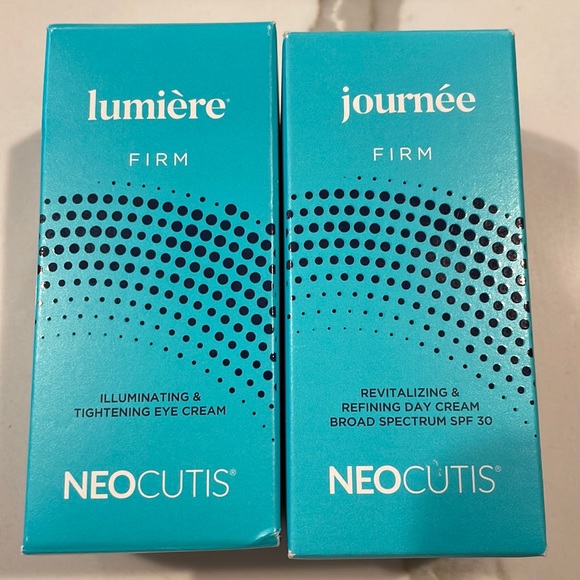 lumière®
FIRM
ILLUMINATING &
TIGHTENING EYE CREAM
NEOCUTIS®
journée
FIRM
REVITALIZING &
REFINING DAY CREAM
BROAD SPECTRUM SPF 30
NEOCUTIS®